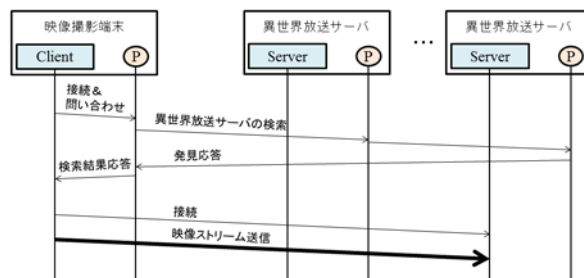 映像撮影端末
異世界放送サーバ
異世界放送サーバ
Client
P
Server
P
…
Server
P
接続＆
問い合わせ
異世界放送サーバの検索
発見応答
検索結果応答
接続
映像ストリーム送信